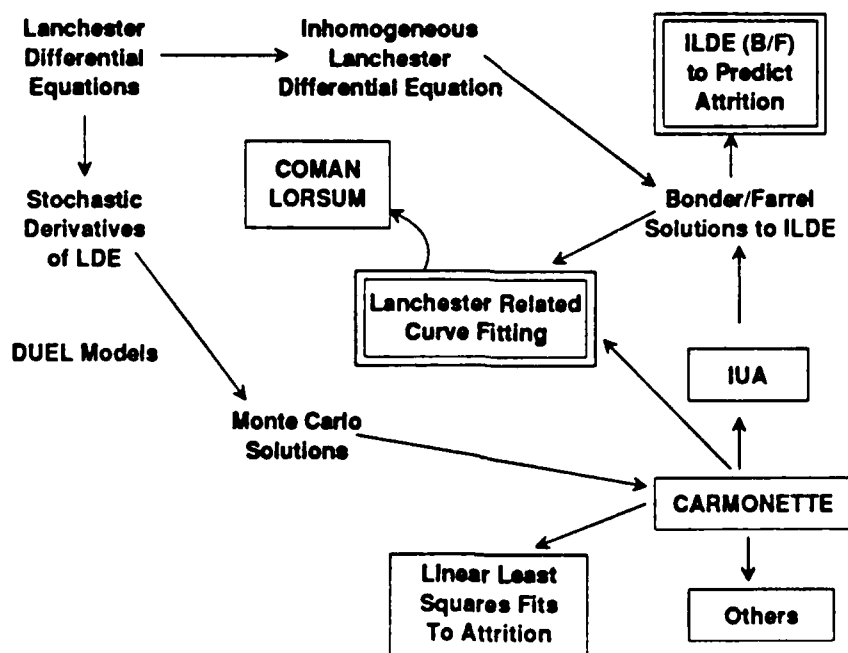 Lanchester
Differential
Equations
Inhomogeneous
Lanchester
Differential Equation
ILDE (B/F)
to Predict
Attrition
COMAN
LORSUM
Stochastic
Derivatives
of LDE
Bonder/Farrel
Solutions to ILDE
Lanchester Related
Curve Fitting
DUEL Models
IUA
Monte Carlo
Solutions
CARMONETTE
Linear Least
Squares Fits
To Attrition
Others